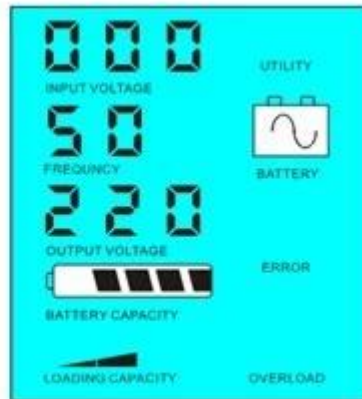 000
INPUT VOLTAGE
UTILITY
50
FREQUNCY
BATTERY
220
OUTPUT VOLTAGE
ERROR
BATTERY CAPACITY
LOADING CAPACITY
OVERLOAD